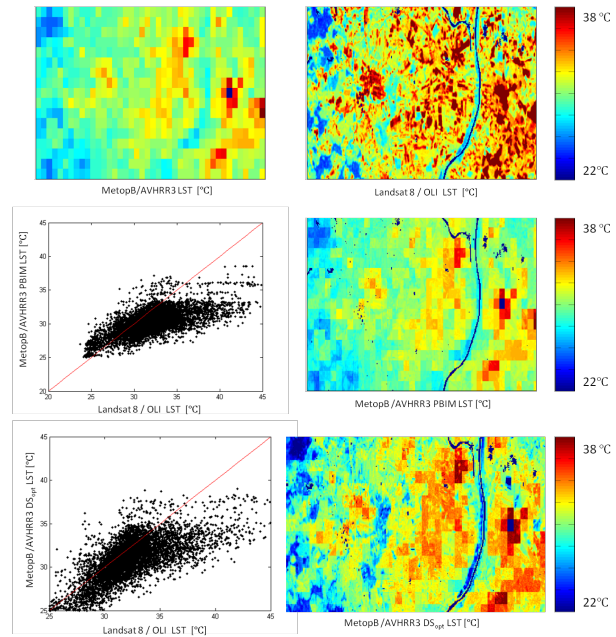 38 ℃
22℃
MetopB/AVHRR3 LST [℃]
Landsat 8 / OLI LST [℃]
MetopB /AVHRR3 PBIM LST [℃]
45
40
35
30
25
20
20 25 30 35 40 45
Landsat 8 / OLI LST [℃]
38 ℃
22℃
MetopB /AVHRR3 PBIM LST [℃]
MetopB /AVHRR3 DSopt LST [℃]
45
40
35
30
25
25 30 35 40 45
Landsat 8 / OLI LST [℃]
38 ℃
22℃
MetopB /AVHRR3 DSopt LST [℃]